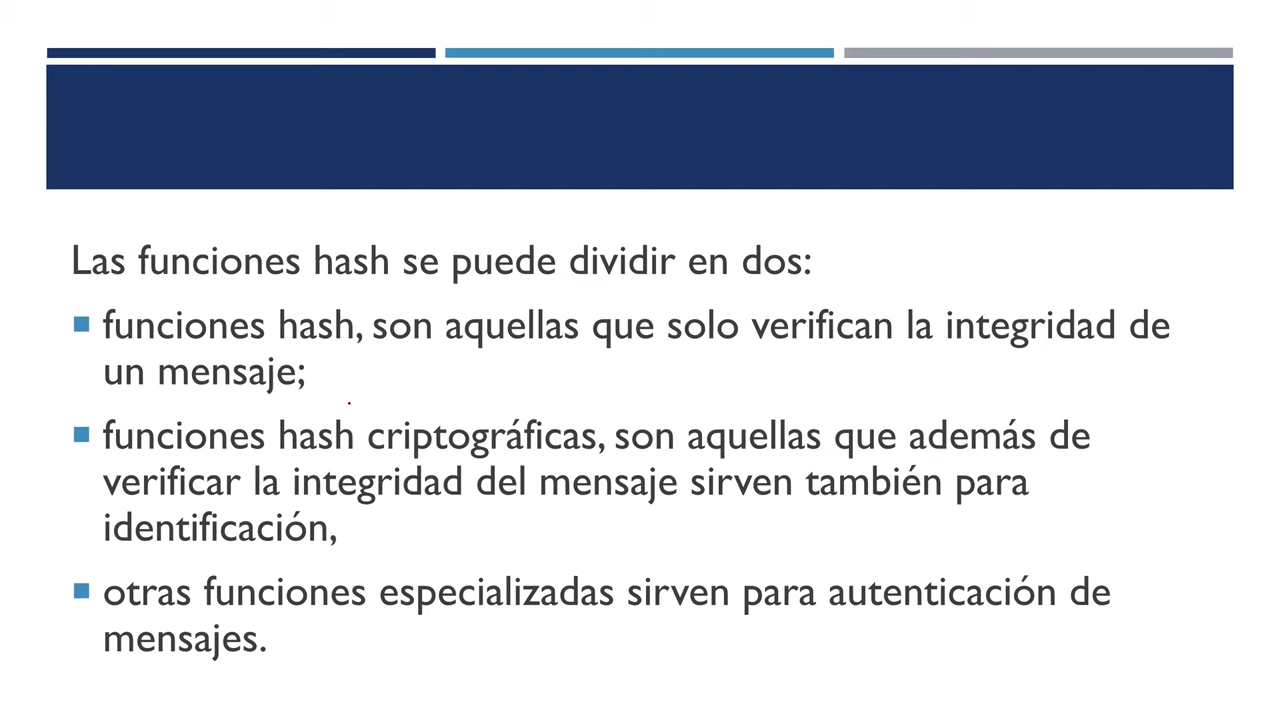 Las funciones hash se puede dividir en dos:
funciones hash, son aquellas que solo verifican la integridad de
un mensaje;
funciones hash criptográficas, son aquellas que además de
verificar la integridad del mensaje sirven también para
identificación,
otras funciones especializadas sirven para autenticación de
mensajes.